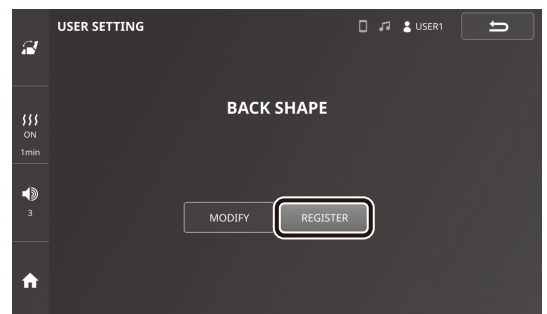 USER SETTING
USER1
ON
1min
3
BACK SHAPE
MODIFY
REGISTER